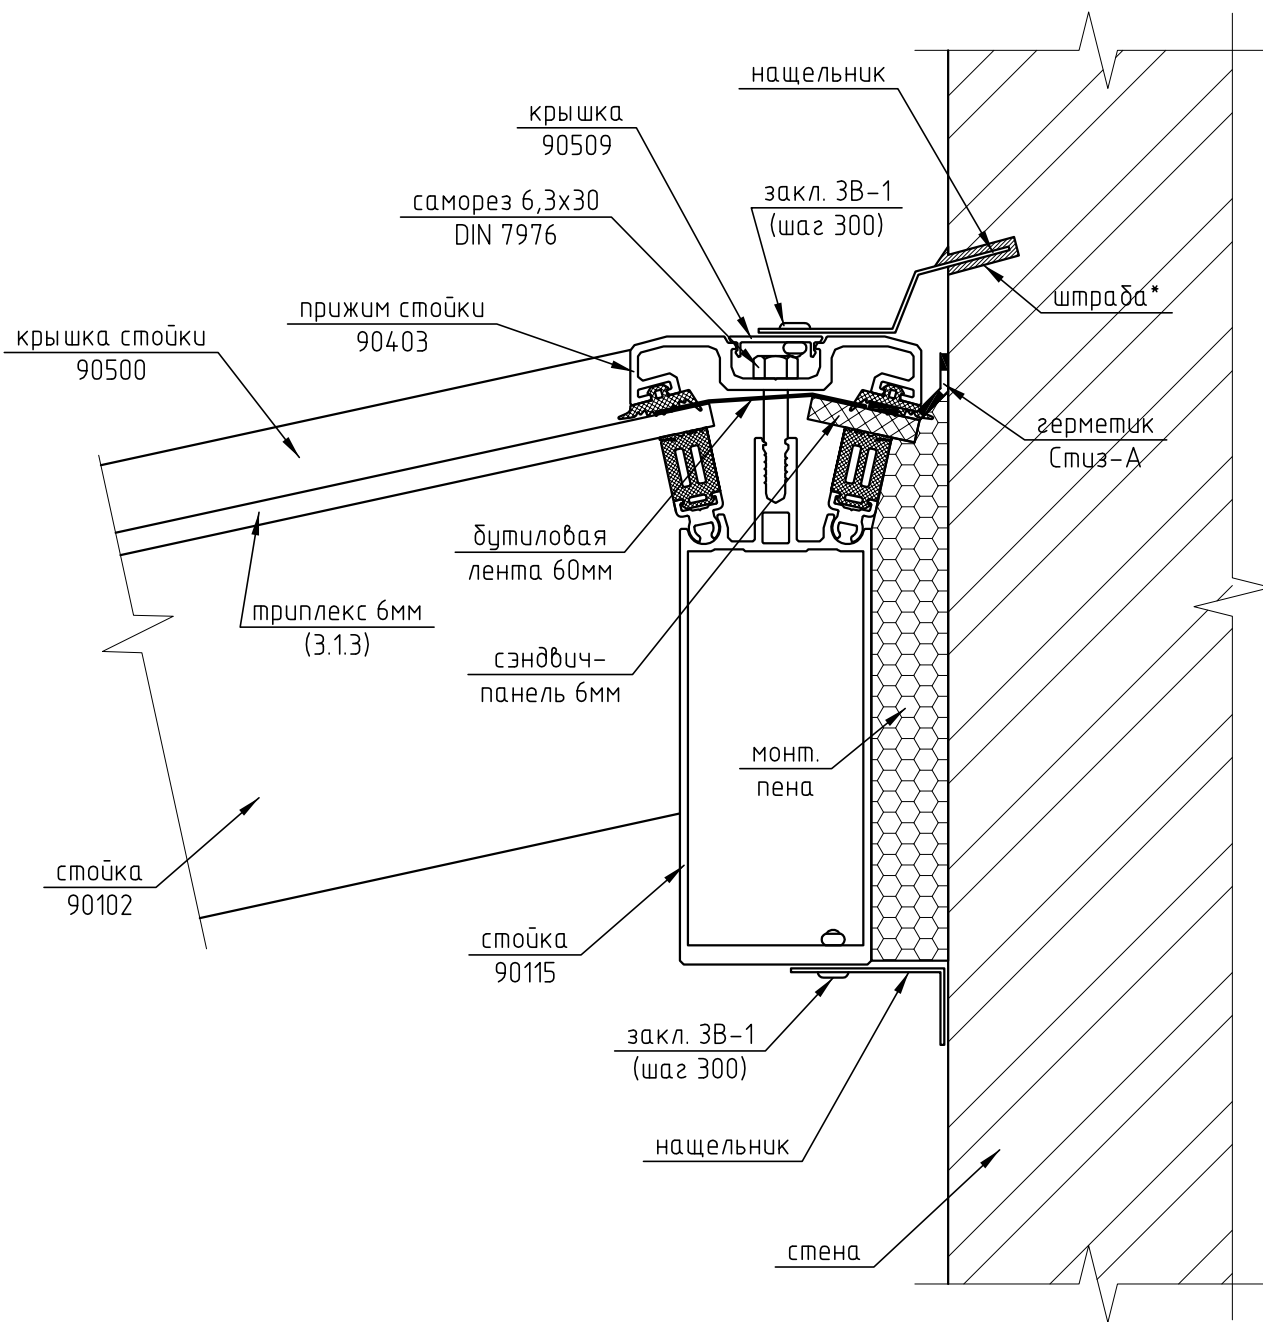 нащельник
крышка
90509
закл. ЗВ-1
(шаг 300)
саморез 6,3х30
DIN 7976
штраба*
прижим стойки
90403
крышка стойки
90500
герметик
Стиз-А
бутиловая
лента 60мм
триплекс 6мм
(3.1.3)
сэндвич-
панель 6мм
монт.
пена
стойка
90102
стойка
90115
закл. ЗВ-1
(шаг 300)
нащельник
стена